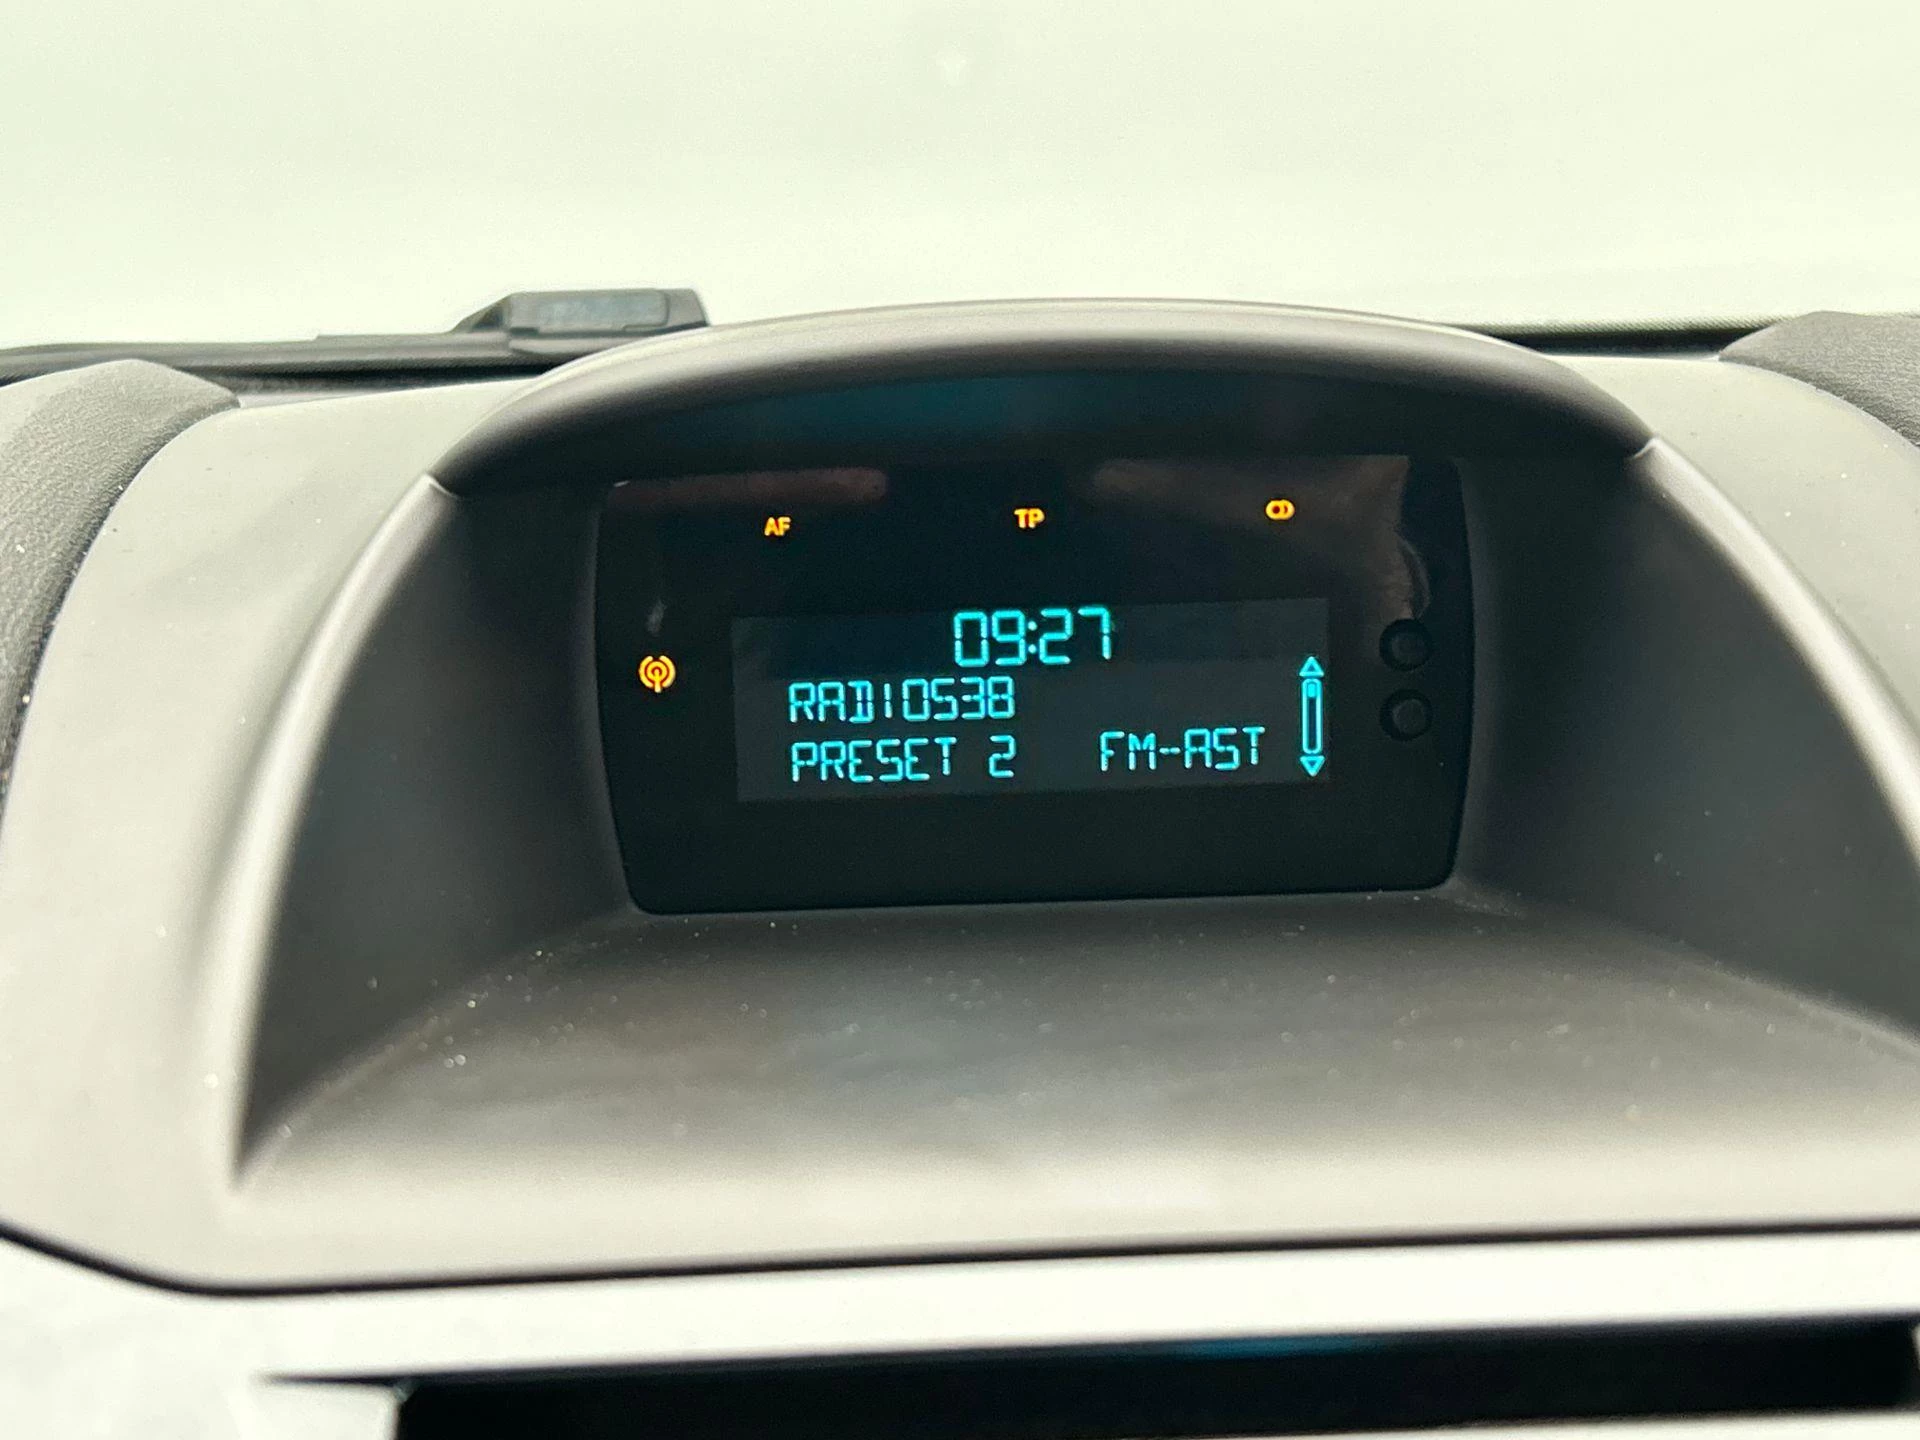 AF TP
09:27
RADIO538
PRESET 2 FM-AST